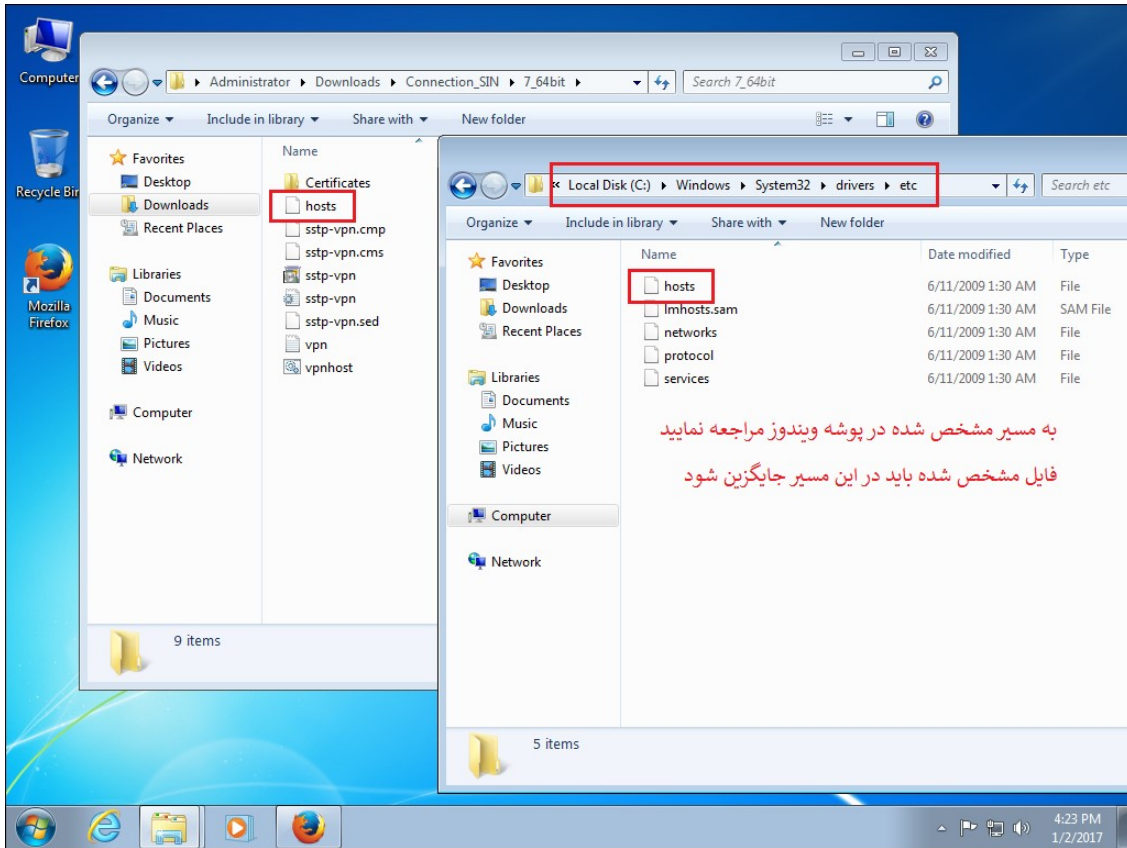 Computer
Recycle Bin
Mozilla
Firefox
Administrator ▸ Downloads ▸ Connection_SIN ▸ 7_64bit ▸
Search 7_64bit
Organize
Include in library
Share with
New folder
Favorites
Desktop
Downloads
Recent Places
Libraries
Documents
Music
Pictures
Videos
Computer
Network
Name
Certificates
hosts
sstp-vpn.cmp
sstp-vpn.cms
sstp-vpn
sstp-vpn
sstp-vpn.sed
vpn
vpnhost
9 items
« Local Disk (C:) ▸ Windows ▸ System32 ▸ drivers ▸ etc
Search etc
Organize
Include in library
Share with
New folder
Favorites
Desktop
Downloads
Recent Places
Libraries
Documents
Music
Pictures
Videos
Computer
Network
Name Date modified Type
hosts 6/11/2009 1:30 AM File
lmhosts.sam 6/11/2009 1:30 AM SAM File
networks 6/11/2009 1:30 AM File
protocol 6/11/2009 1:30 AM File
services 6/11/2009 1:30 AM File
به مسیر مشخص شده در پوشه ویندوز مراجعه نمایید
فایل مشخص شده باید در این مسیر جایگزین شود
5 items
4:23 PM
1/2/2017